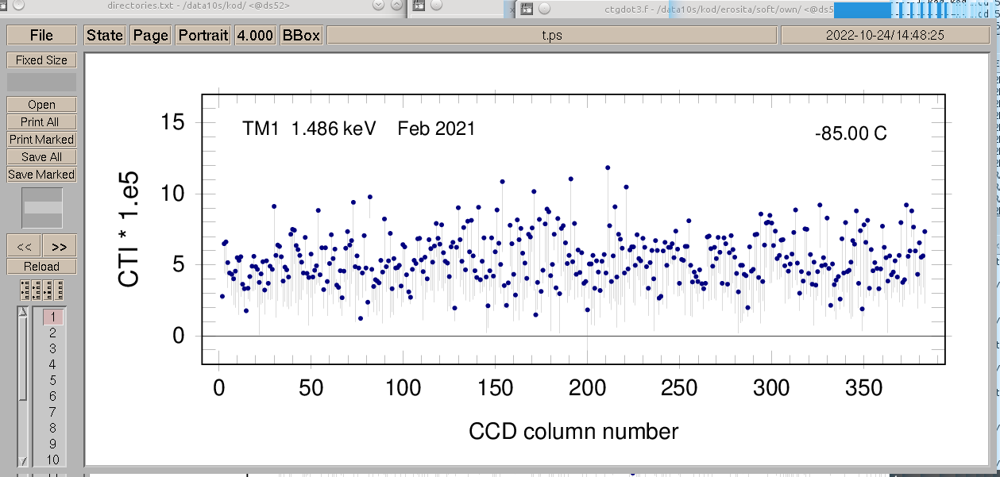 directories.txt - /data10s/kod/ <@ds52>
ctgdot3.f - /data10s/kod/erosita/soft/own/ <@ds5
File State Page Portrait 4.000 BBox t.ps 2022-10-24/14:48:25
Fixed Size
Open
Print All
Print Marked
Save All
Save Marked
<< >>
Reload
1
2
3
4
5
6
7
8
9
10
TM1 1.486 keV Feb 2021 -85.00 C
15
10
5
0
CTI * 1.e5
0 50 100 150 200 250 300 350
CCD column number